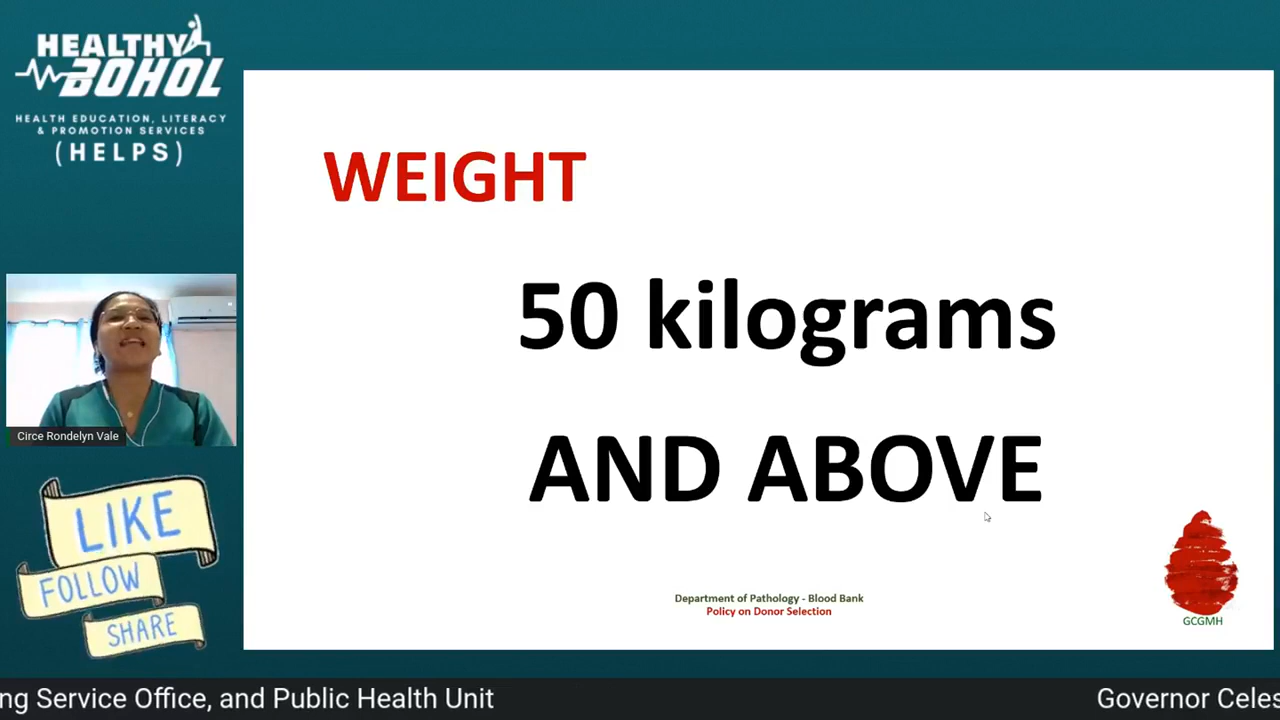 HEALTHY
BOHOL
HEALTH EDUCATION, LITERACY
& PROMOTION SERVICES
(HELPS)
WEIGHT
50 kilograms
AND ABOVE
Circe Rondelyn Vale
LIKE
FOLLOW
SHARE
Department of Pathology - Blood Bank
Policy on Donor Selection
GCGMH
ng Service Office, and Public Health Unit
Governor Celes